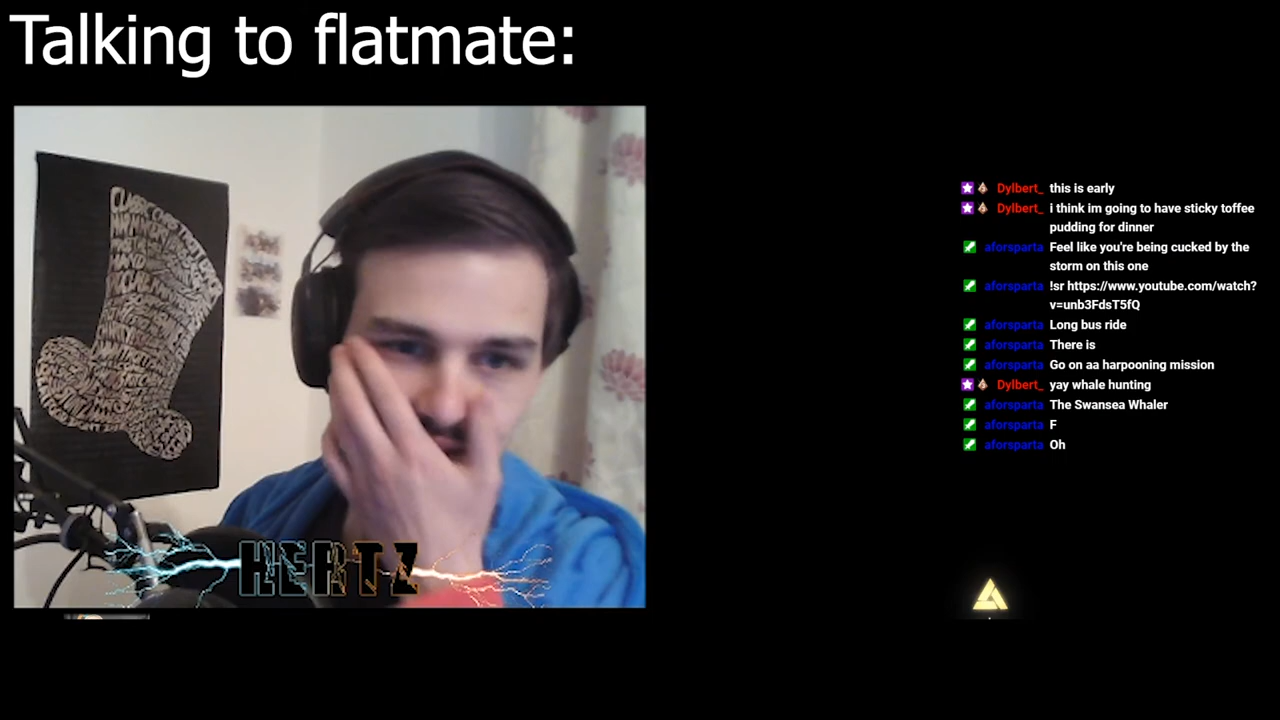 Talking to flatmate:
Dylbert_ this is early
Dylbert_ i think im going to have sticky toffee
pudding for dinner
aforsparta Feel like you're being cucked by the
storm on this one
aforsparta !sr https://www.youtube.com/watch?
v=unb3FdsT5fQ
aforsparta Long bus ride
aforsparta There is
aforsparta Go on aa harpooning mission
Dylbert_ yay whale hunting
aforsparta The Swansea Whaler
aforsparta F
aforsparta Oh
HERTZ